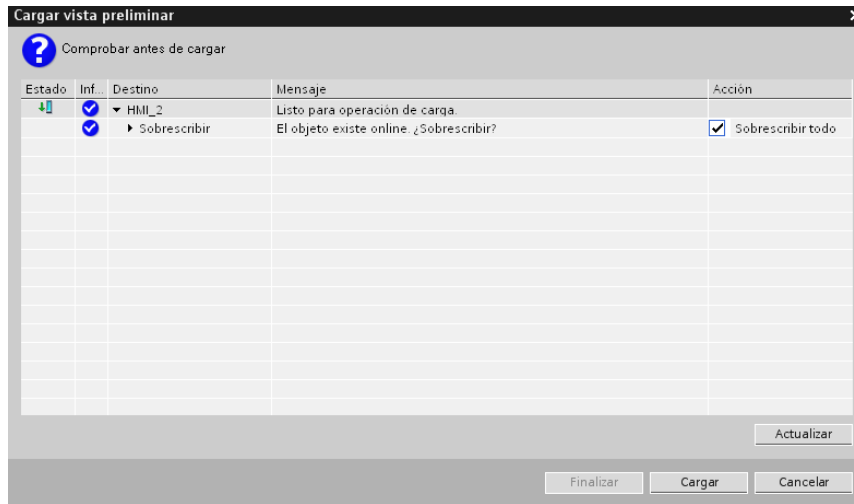 Cargar vista preliminar
Comprobar antes de cargar
Estado Inf... Destino Mensaje Acción
HMI_2 Listo para operación de carga.
Sobrescribir El objeto existe online. ¿Sobrescribir? Sobrescribir todo
Actualizar
Finalizar Cargar Cancelar